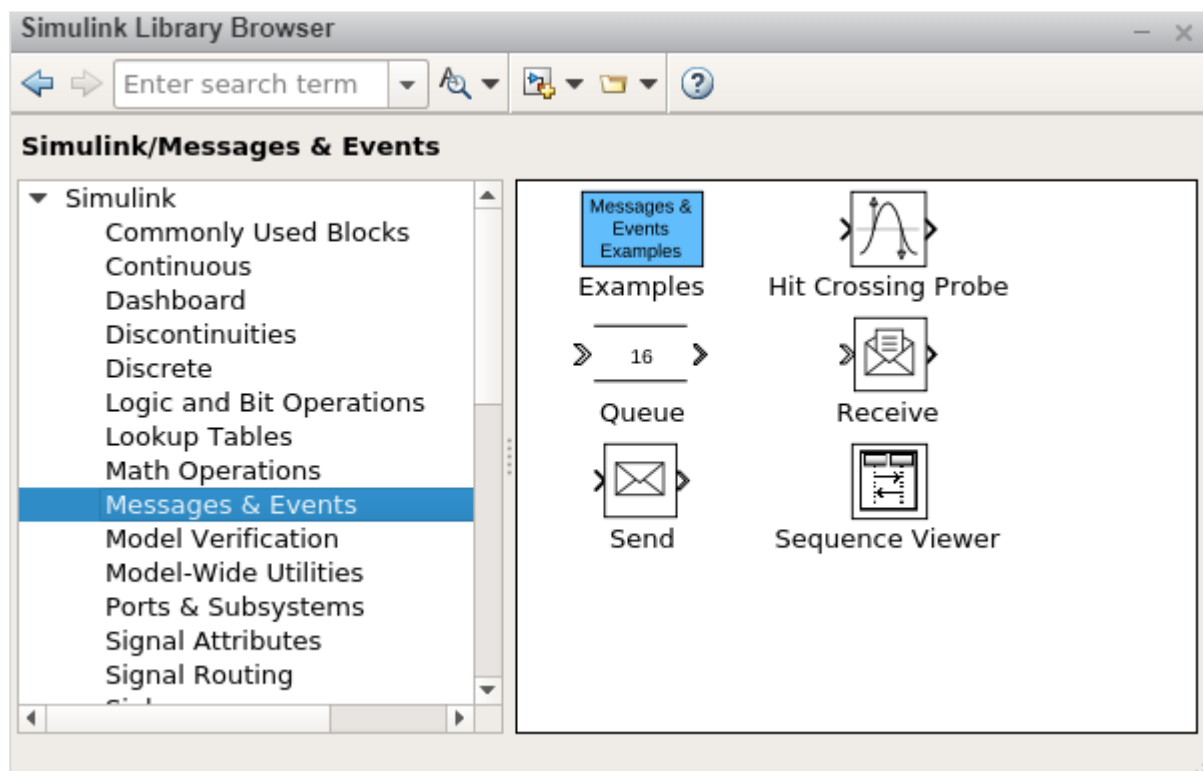 Simulink Library Browser
Enter search term
Simulink/Messages & Events
Simulink
Commonly Used Blocks
Continuous
Dashboard
Discontinuities
Discrete
Logic and Bit Operations
Lookup Tables
Math Operations
Messages & Events
Model Verification
Model-Wide Utilities
Ports & Subsystems
Signal Attributes
Signal Routing
Messages &
Events
Examples
Examples
Hit Crossing Probe
16
Queue
Receive
Send
Sequence Viewer